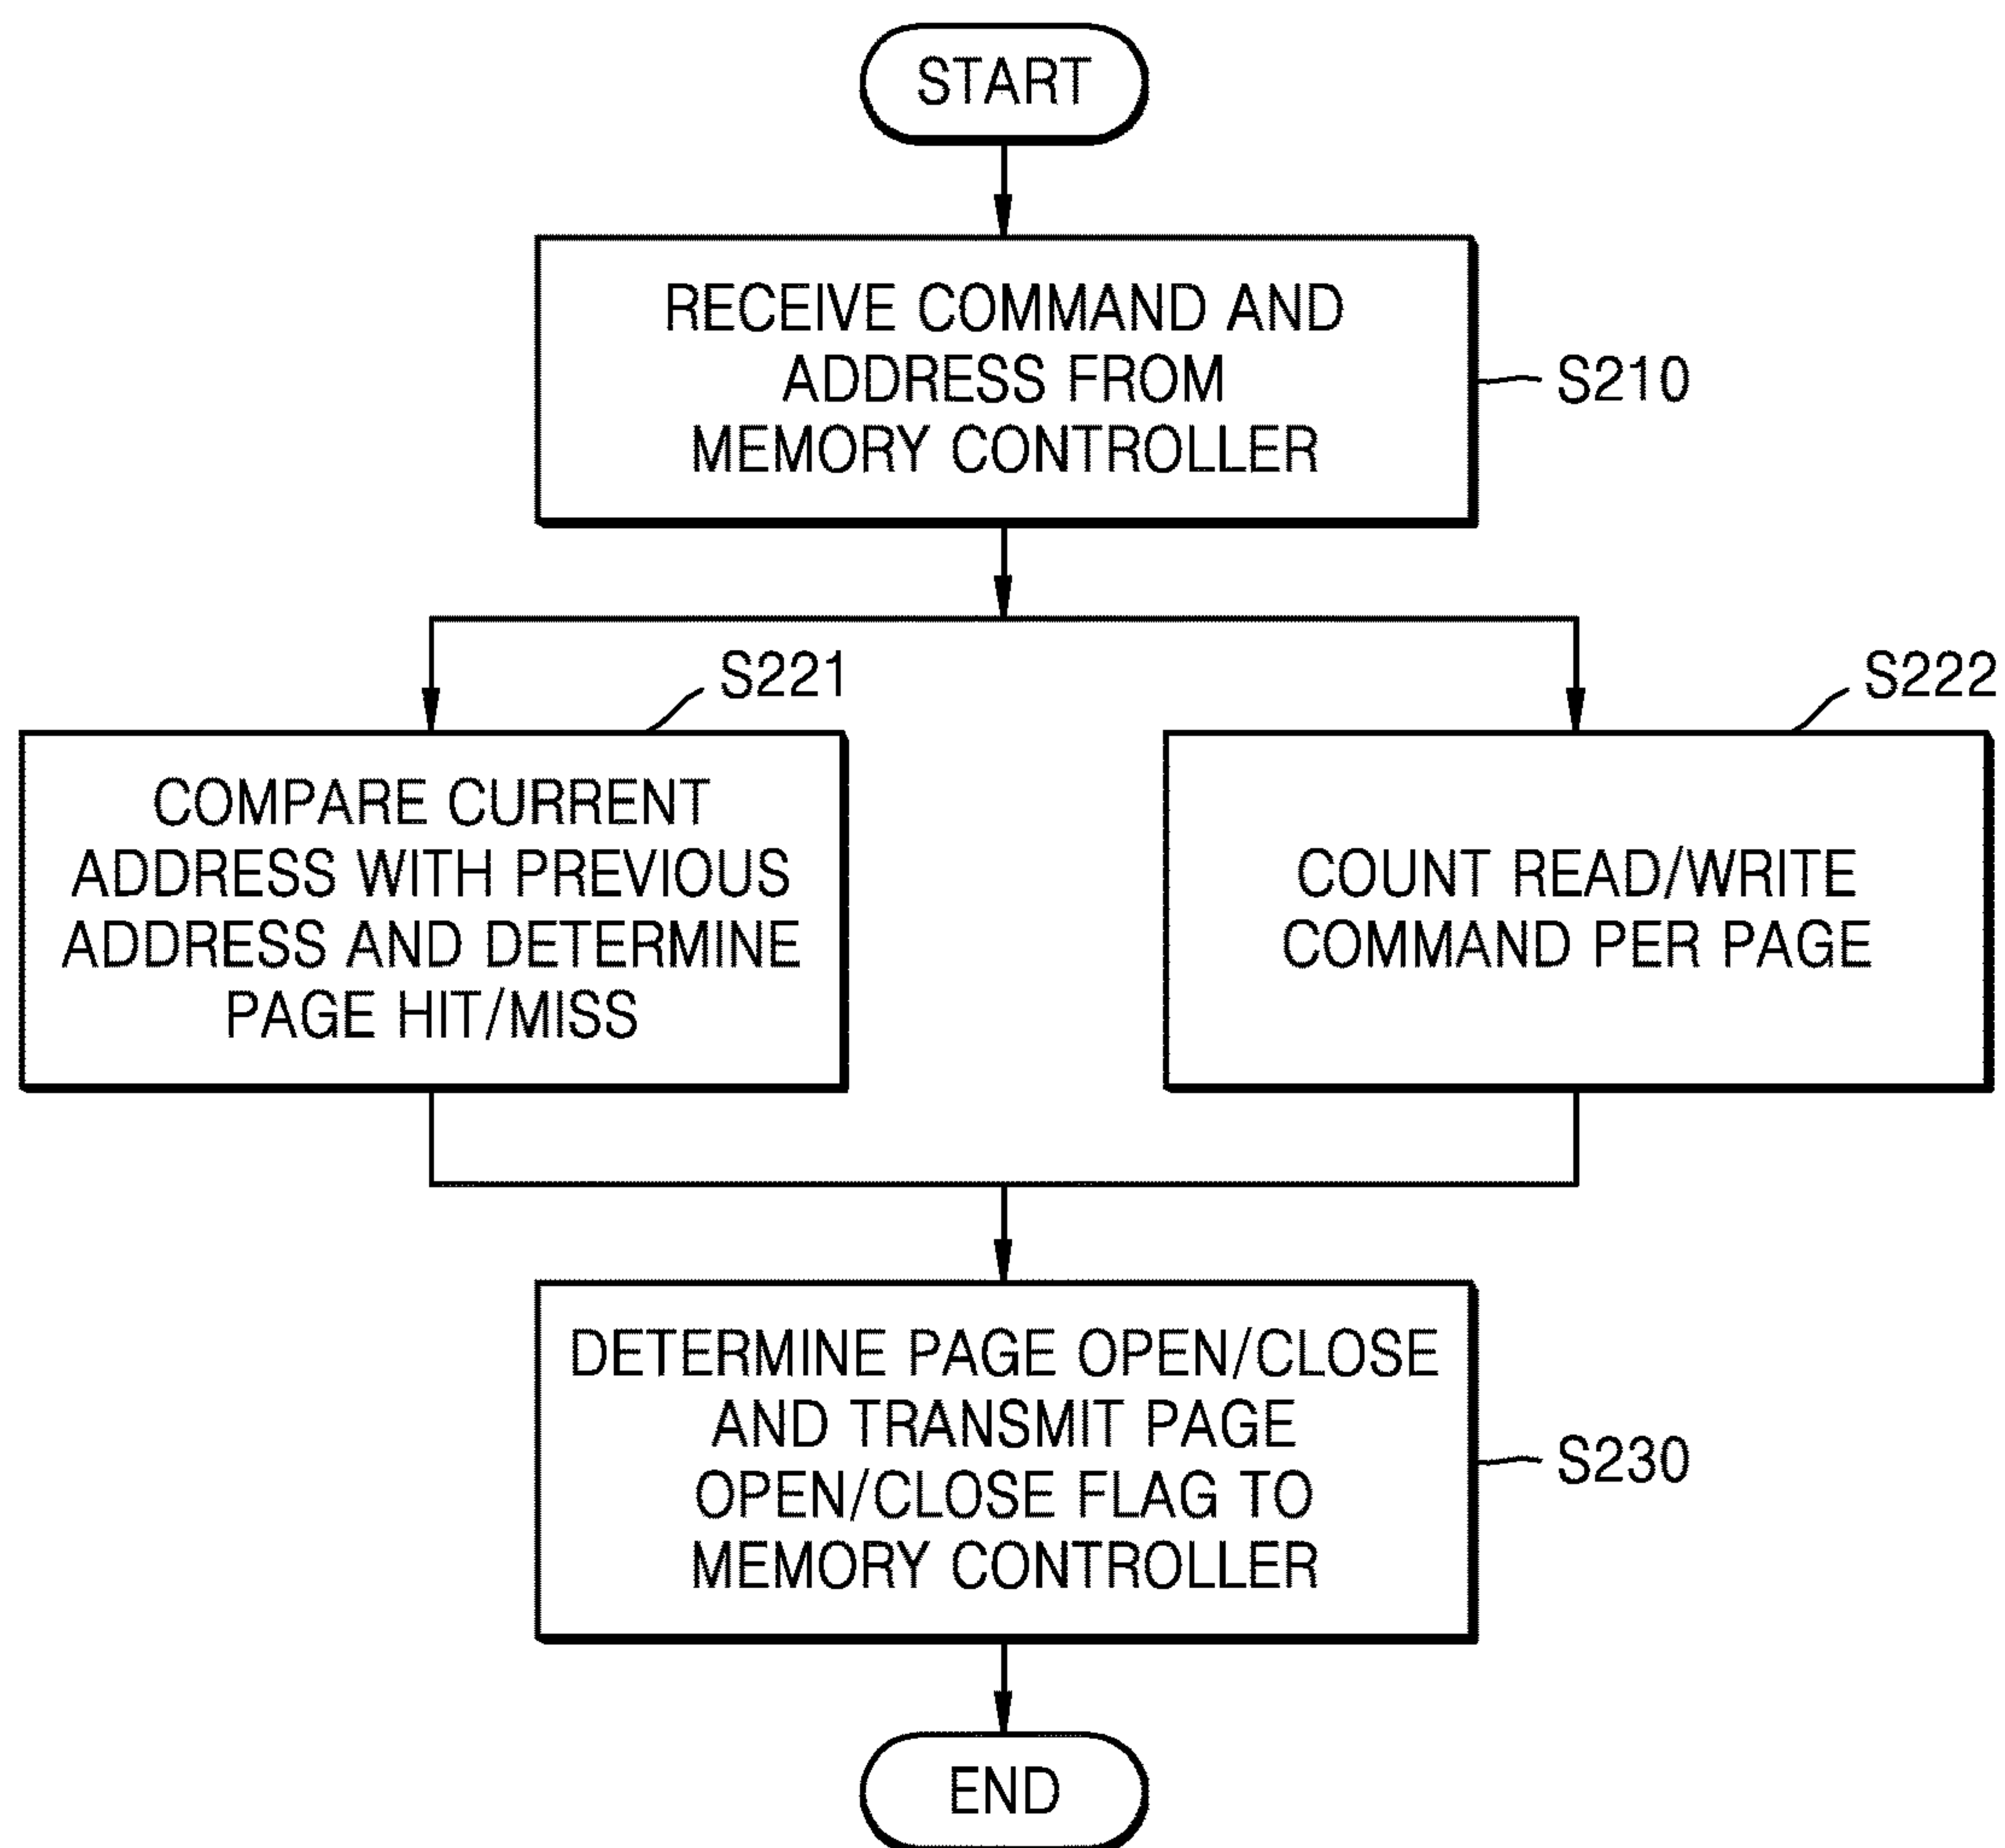 START
RECEIVE COMMAND AND
ADDRESS FROM
MEMORY CONTROLLER
S210
S221
COMPARE CURRENT
ADDRESS WITH PREVIOUS
ADDRESS AND DETERMINE
PAGE HIT/MISS
S222
COUNT READ/WRITE
COMMAND PER PAGE
DETERMINE PAGE OPEN/CLOSE
AND TRANSMIT PAGE
OPEN/CLOSE FLAG TO
MEMORY CONTROLLER
S230
END